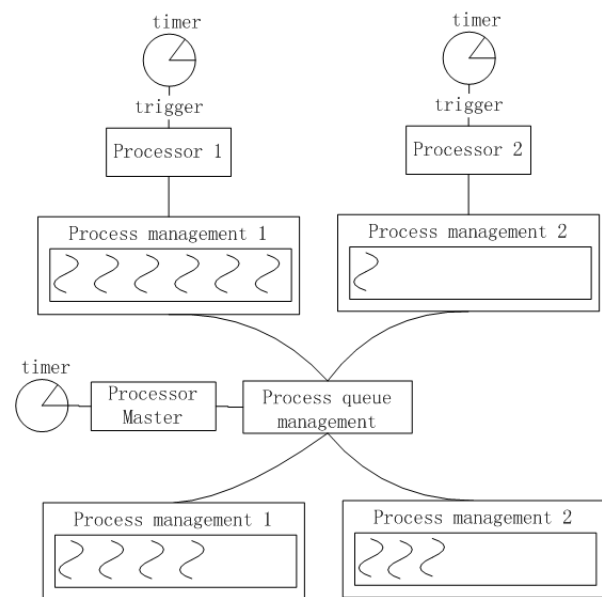 timer
timer
trigger
trigger
Processor 1
Processor 2
Process management 1
Process management 2
timer
Processor
Master
Process queue
management
Process management 1
Process management 2